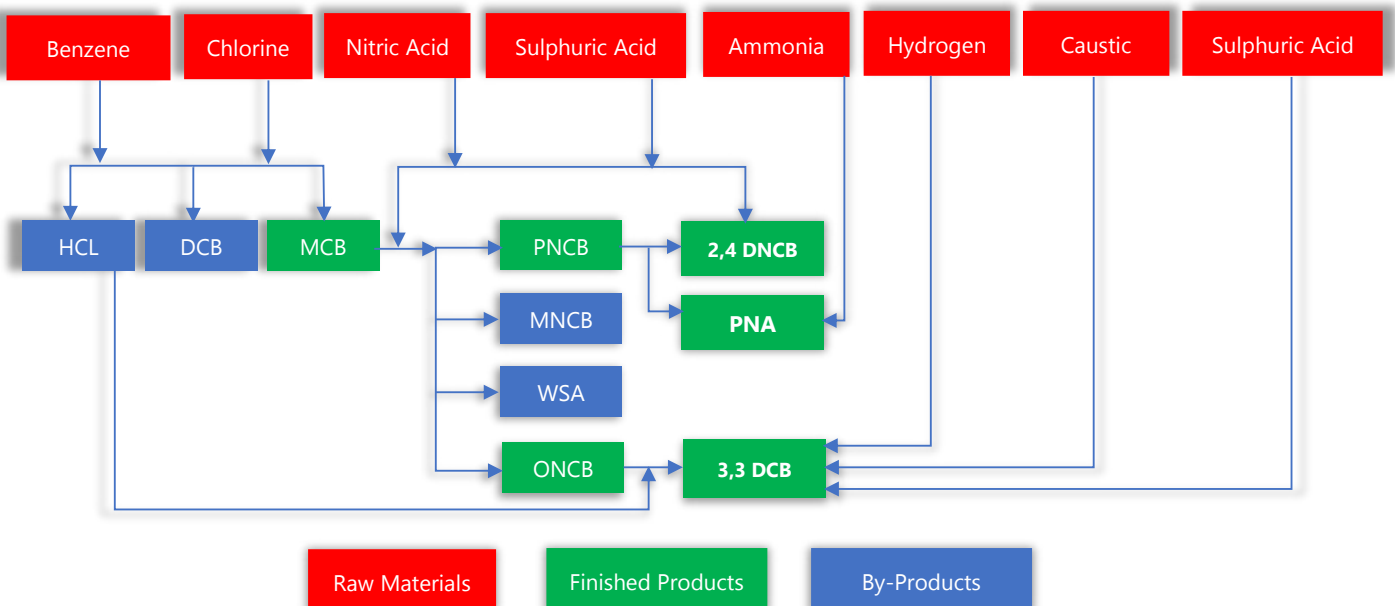 Benzene
Chlorine
Nitric Acid
Sulphuric Acid
Ammonia
Hydrogen
Caustic
Sulphuric Acid
HCL
DCB
MCB
PNCB
2,4 DNCB
MNCB
PNA
WSA
ONCB
3,3 DCB
Raw Materials
Finished Products
By-Products